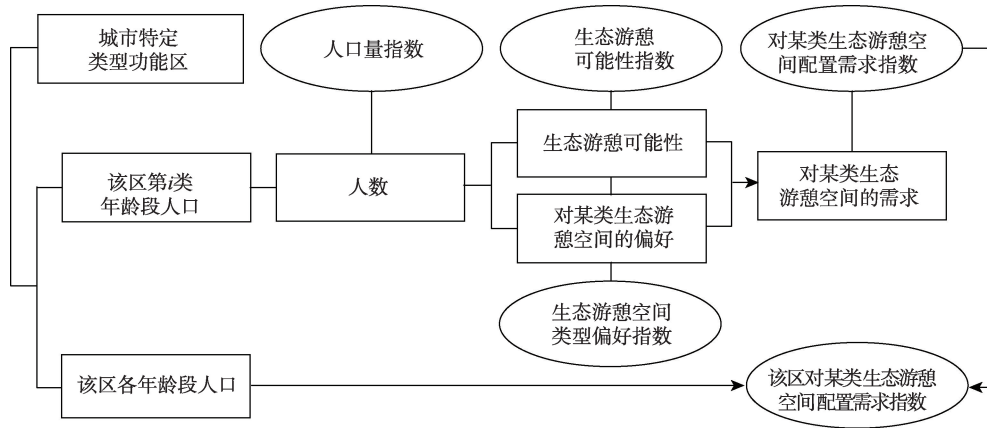 城市特定
类型功能区
人口量指数
生态游憩
可能性指数
对某类生态游憩空
间配置需求指数
生态游憩可能性
该区第i类
年龄段人口
人数
对某类生态游
憩空间的偏好
对某类生态
游憩空间的需求
生态游憩空间
类型偏好指数
该区各年龄段人口
该区对某类生态游憩
空间配置需求指数